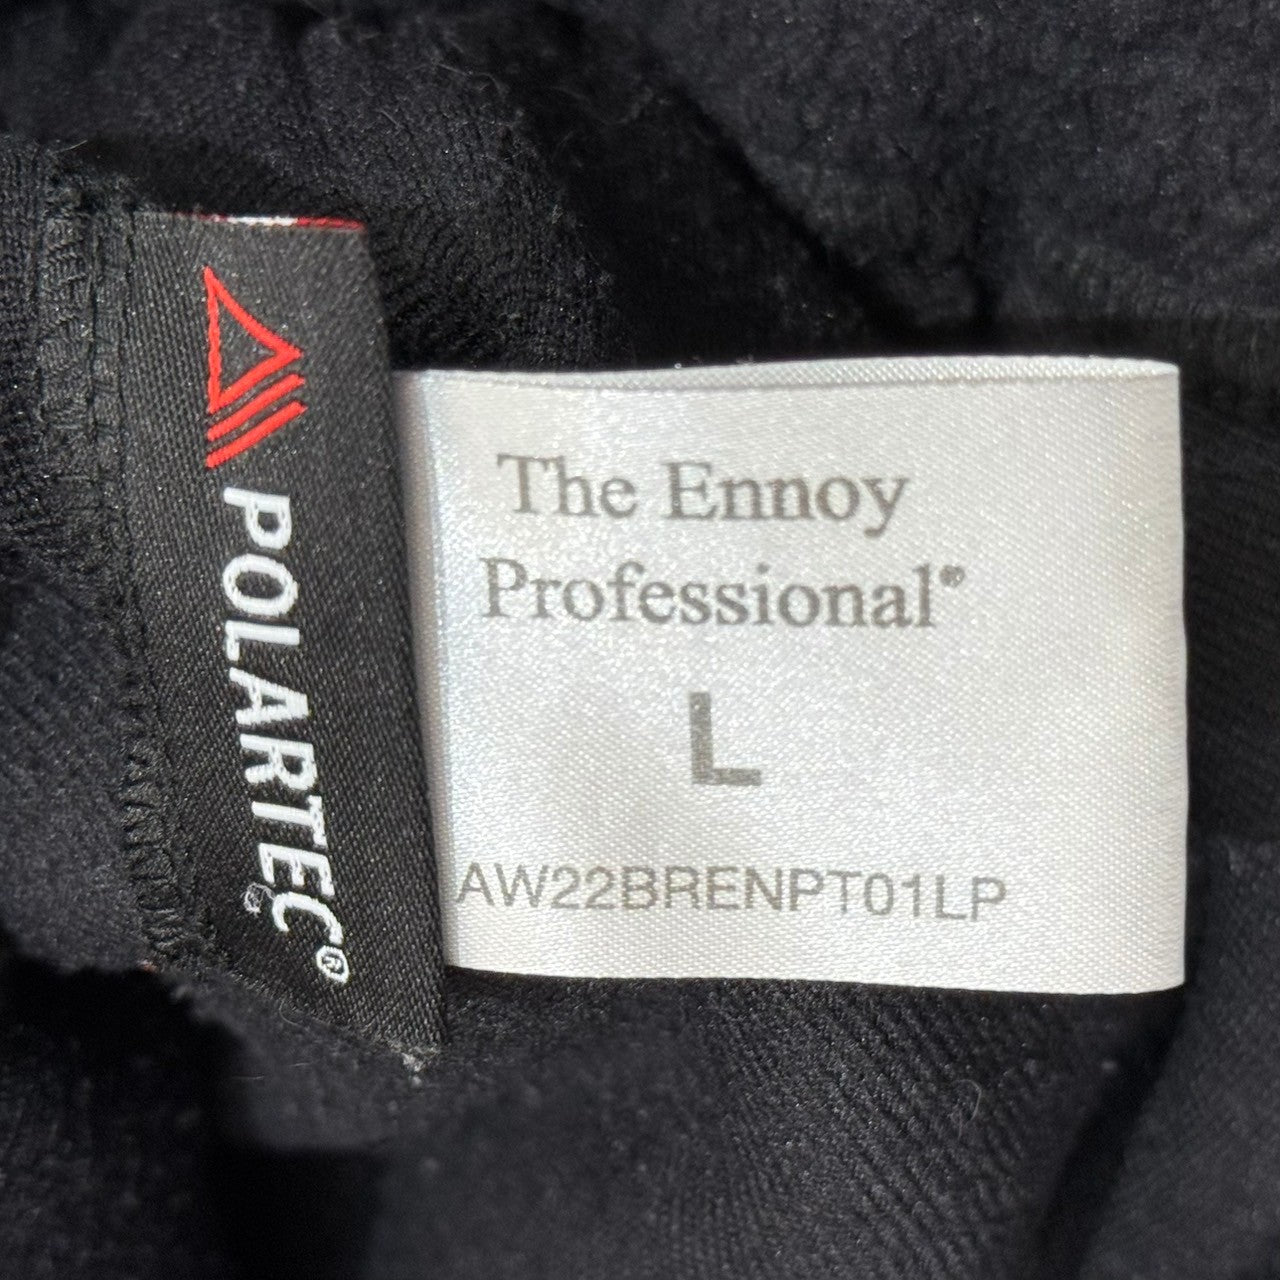 POLARTEC®
The Ennoy
Professional®
L
AW22BRENPT01LP